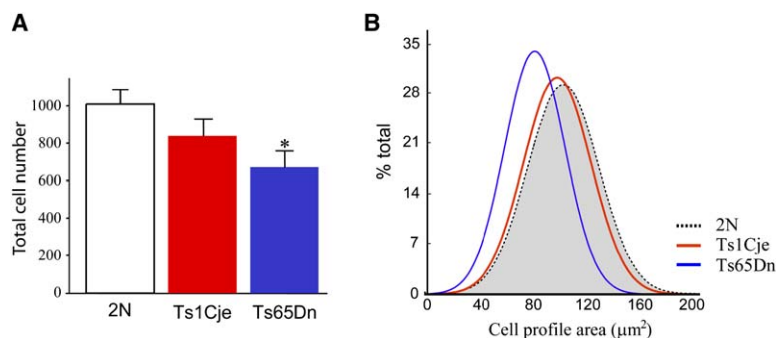 A
Total cell number
1000
800
600
400
200
0
*
2N
Ts1Cje
Ts65Dn
B
% total
35
28
21
14
7
0
0
40
80
120
160
200
Cell profile area (µm²)
2N
Ts1Cje
Ts65Dn